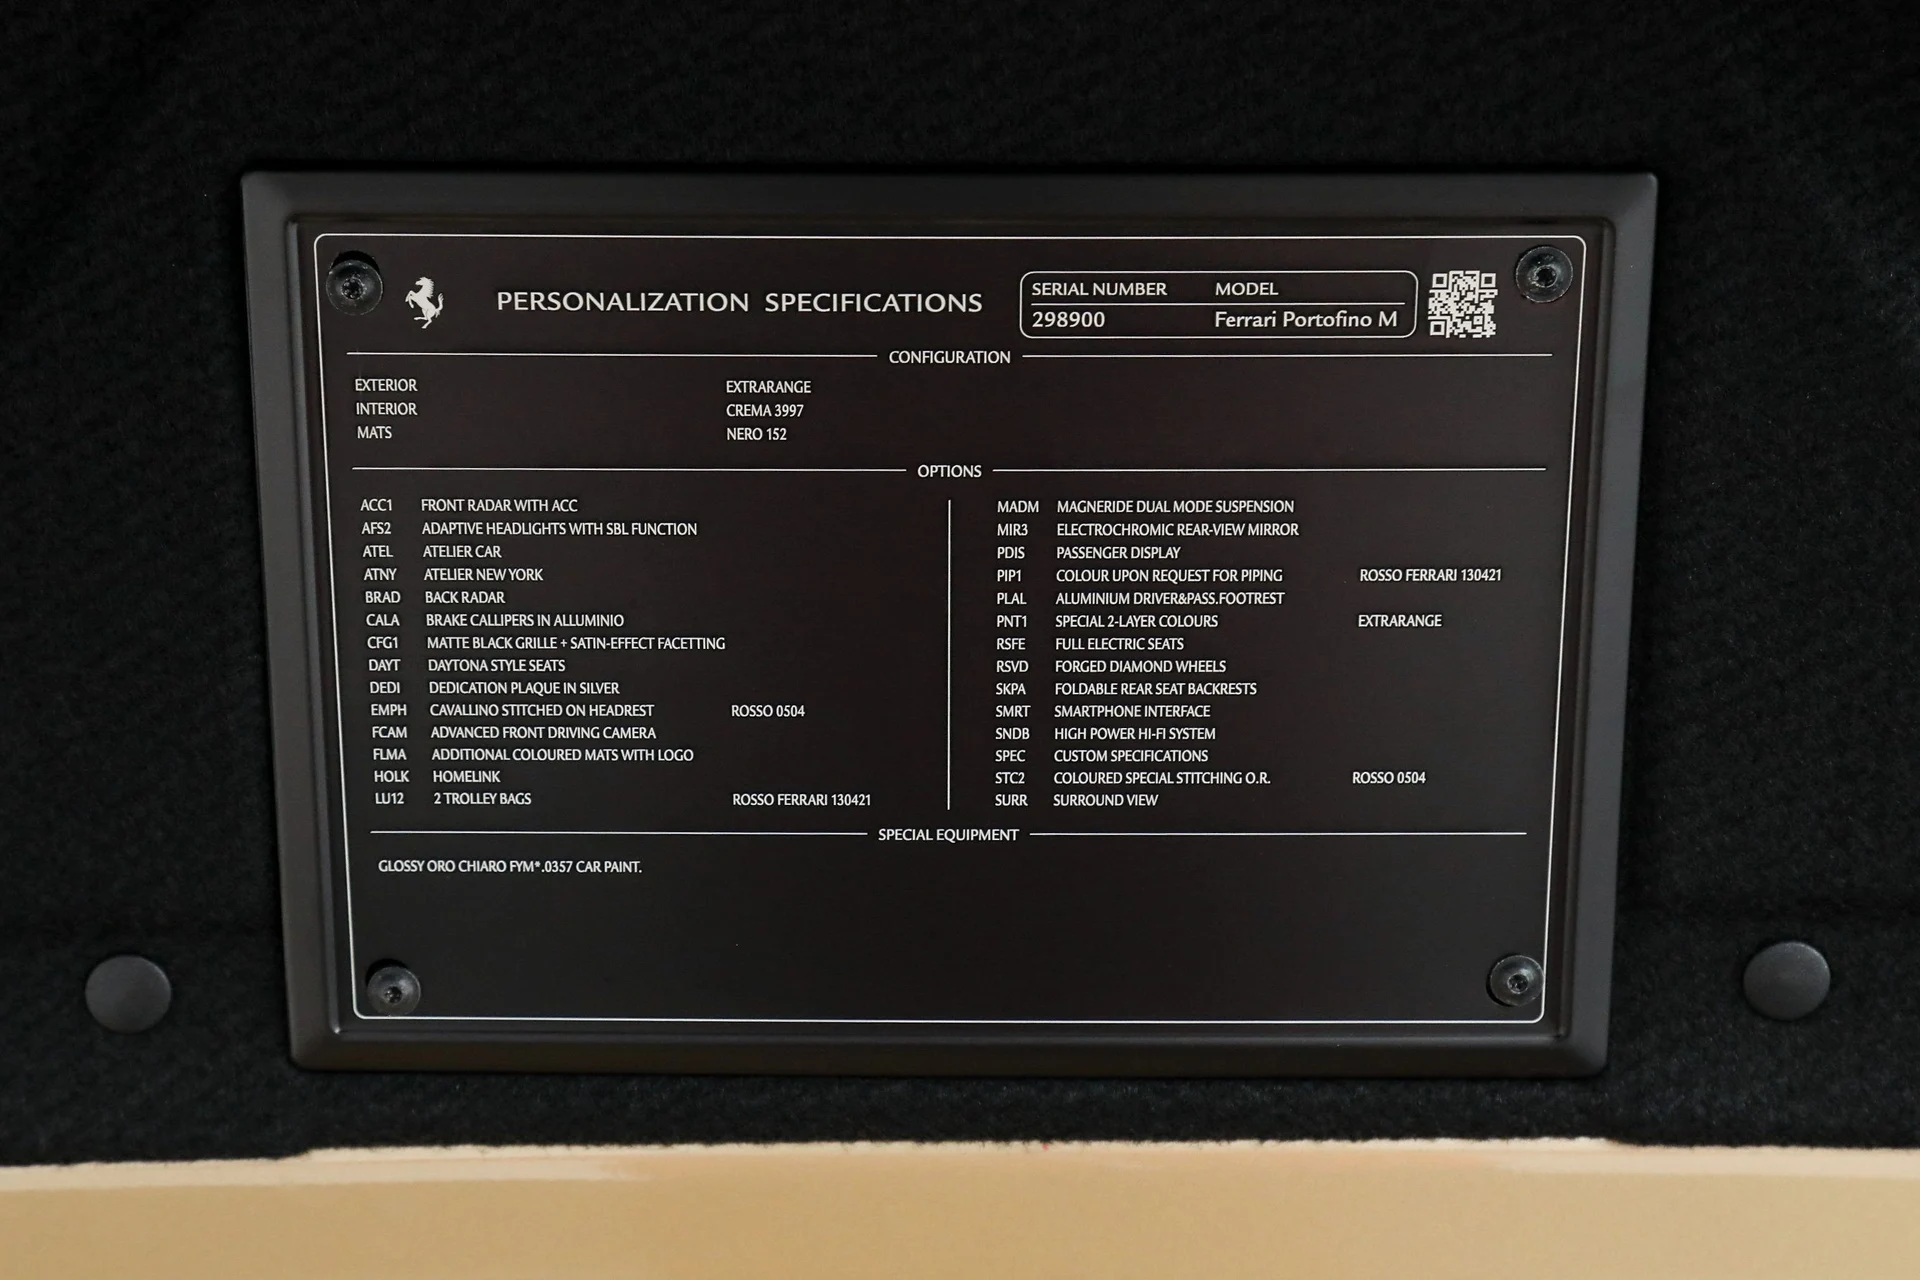 PERSONALIZATION SPECIFICATIONS
SERIAL NUMBER MODEL
298900 Ferrari Portofino M
CONFIGURATION
EXTERIOR EXTRARANGE
INTERIOR CREMA 3997
MATS NERO 152
OPTIONS
ACC1 FRONT RADAR WITH ACC
AFS2 ADAPTIVE HEADLIGHTS WITH SBL FUNCTION
ATEL ATELIER CAR
ATNY ATELIER NEW YORK
BRAD BACK RADAR
CALA BRAKE CALLIPERS IN ALLUMINIO
CFG1 MATTE BLACK GRILLE + SATIN-EFFECT FACETTING
DAYT DAYTONA STYLE SEATS
DEDI DEDICATION PLAQUE IN SILVER
EMPH CAVALLINO STITCHED ON HEADREST ROSSO 0504
FCAM ADVANCED FRONT DRIVING CAMERA
FLMA ADDITIONAL COLOURED MATS WITH LOGO
HOLK HOMELINK
LU12 2 TROLLEY BAGS ROSSO FERRARI 130421
MADM MAGNERIDE DUAL MODE SUSPENSION
MIR3 ELECTROCHROMIC REAR-VIEW MIRROR
PDIS PASSENGER DISPLAY
PIP1 COLOUR UPON REQUEST FOR PIPING ROSSO FERRARI 130421
PLAL ALUMINIUM DRIVER&PASS.FOOTREST
PNT1 SPECIAL 2-LAYER COLOURS EXTRARANGE
RSFE FULL ELECTRIC SEATS
RSVD FORGED DIAMOND WHEELS
SKPA FOLDABLE REAR SEAT BACKRESTS
SMRT SMARTPHONE INTERFACE
SNDB HIGH POWER HI-FI SYSTEM
SPEC CUSTOM SPECIFICATIONS
STC2 COLOURED SPECIAL STITCHING O.R. ROSSO 0504
SURR SURROUND VIEW
SPECIAL EQUIPMENT
GLOSSY ORO CHIARO FYM*.0357 CAR PAINT.